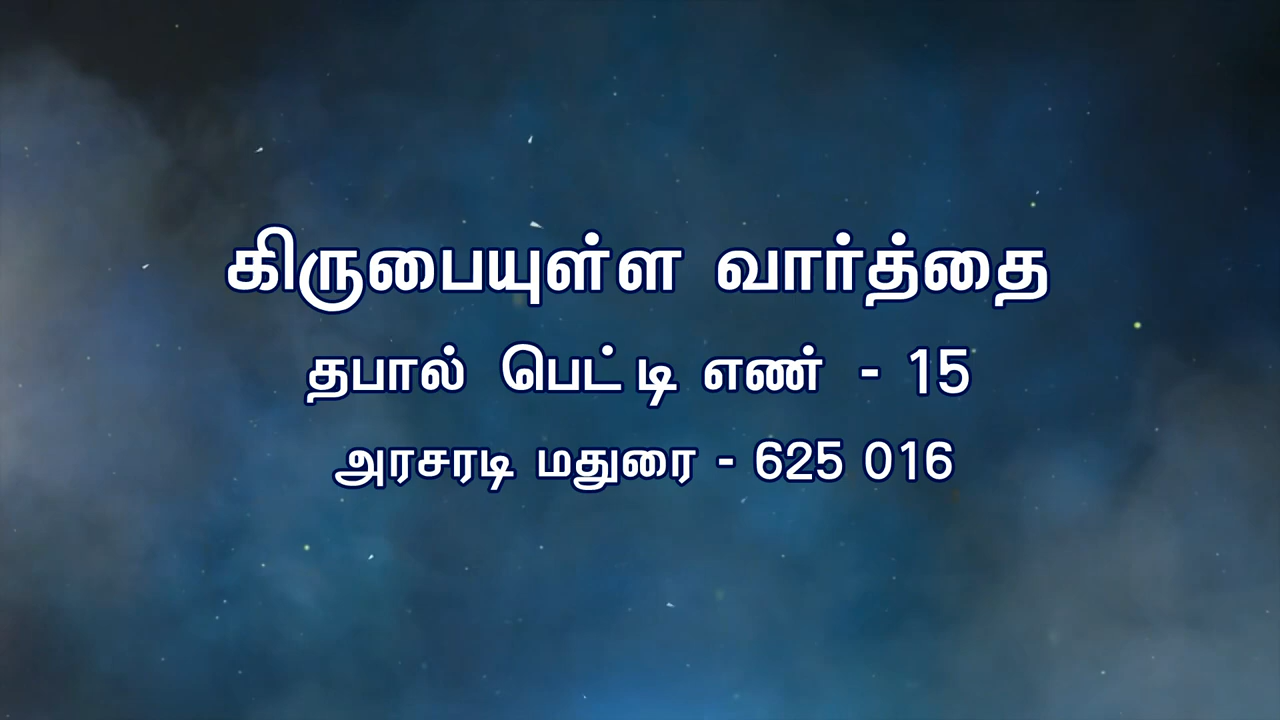 கிருபையுள்ள வார்த்தை
தபால் பெட்டி எண் - 15
அரசரடி மதுரை - 625 016